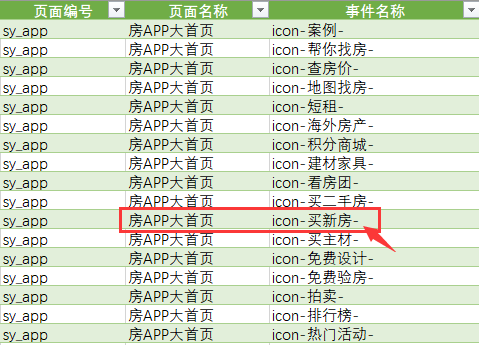 页面编号 页面名称 事件名称
sy_app 房APP大首页 icon-案例-
sy_app 房APP大首页 icon-帮你找房-
sy_app 房APP大首页 icon-查房价-
sy_app 房APP大首页 icon-地图找房-
sy_app 房APP大首页 icon-短租-
sy_app 房APP大首页 icon-海外房产-
sy_app 房APP大首页 icon-积分商城-
sy_app 房APP大首页 icon-建材家具-
sy_app 房APP大首页 icon-看房团-
sy_app 房APP大首页 icon-买二手房-
sy_app 房APP大首页 icon-买新房-
sy_app 房APP大首页 icon-买主材-
sy_app 房APP大首页 icon-免费设计-
sy_app 房APP大首页 icon-免费验房-
sy_app 房APP大首页 icon-拍卖-
sy_app 房APP大首页 icon-排行榜-
sy_app 房APP大首页 icon-热门活动-